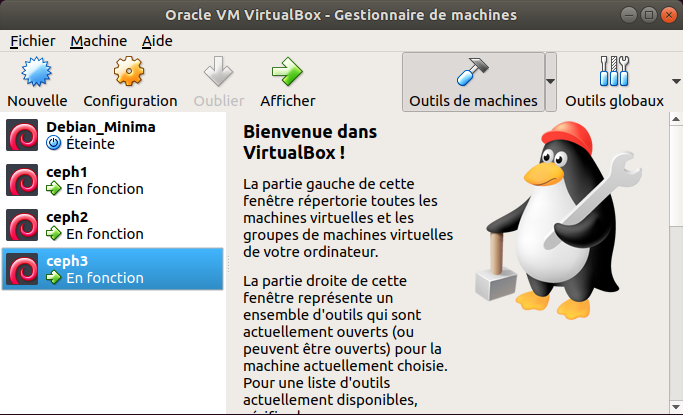 Oracle VM VirtualBox - Gestionnaire de machines
Fichier Machine Aide
Nouvelle Configuration Oublier Afficher Outils de machines Outils globaux
Debian_Minima
Éteinte
ceph1
En fonction
ceph2
En fonction
ceph3
En fonction
Bienvenue dans
VirtualBox !
La partie gauche de cette
fenêtre répertorie toutes les
machines virtuelles et les
groupes de machines virtuelles
de votre ordinateur.
La partie droite de cette
fenêtre représente un
ensemble d'outils qui sont
actuellement ouverts (ou
peuvent être ouverts) pour la
machine actuellement choisie.
Pour une liste d'outils
actuellement disponibles,